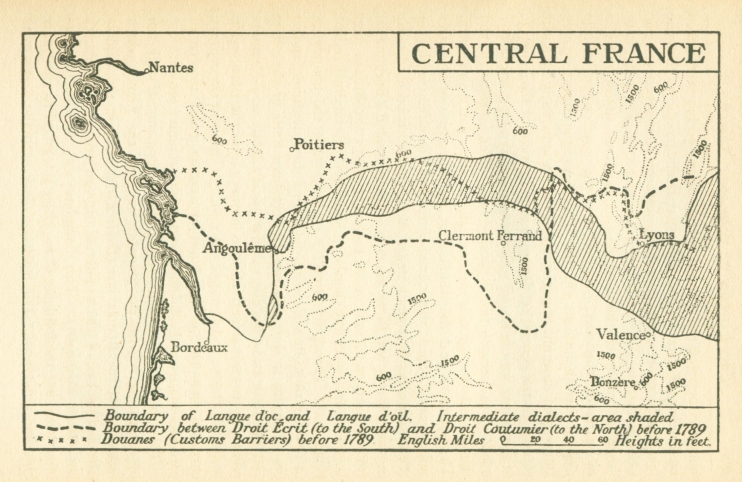 CENTRAL FRANCE
Nantes
600
1500
1500
600
600
Poitiers
600
1500
1500
Angoulême
Clermont Ferrand
Lyons
1500
600
1500
Bordeaux
Valence
1500
1500
600
1500
Donzère
600
1500
600
Boundary of Langue d'oc and Langue d'oïl. Intermediate dialects-area shaded
Boundary between Droit Écrit (to the South) and Droit Coutumier (to the North) before 1789
Douanes (Customs Barriers) before 1789 English Miles 0 20 40 60 Heights in feet.